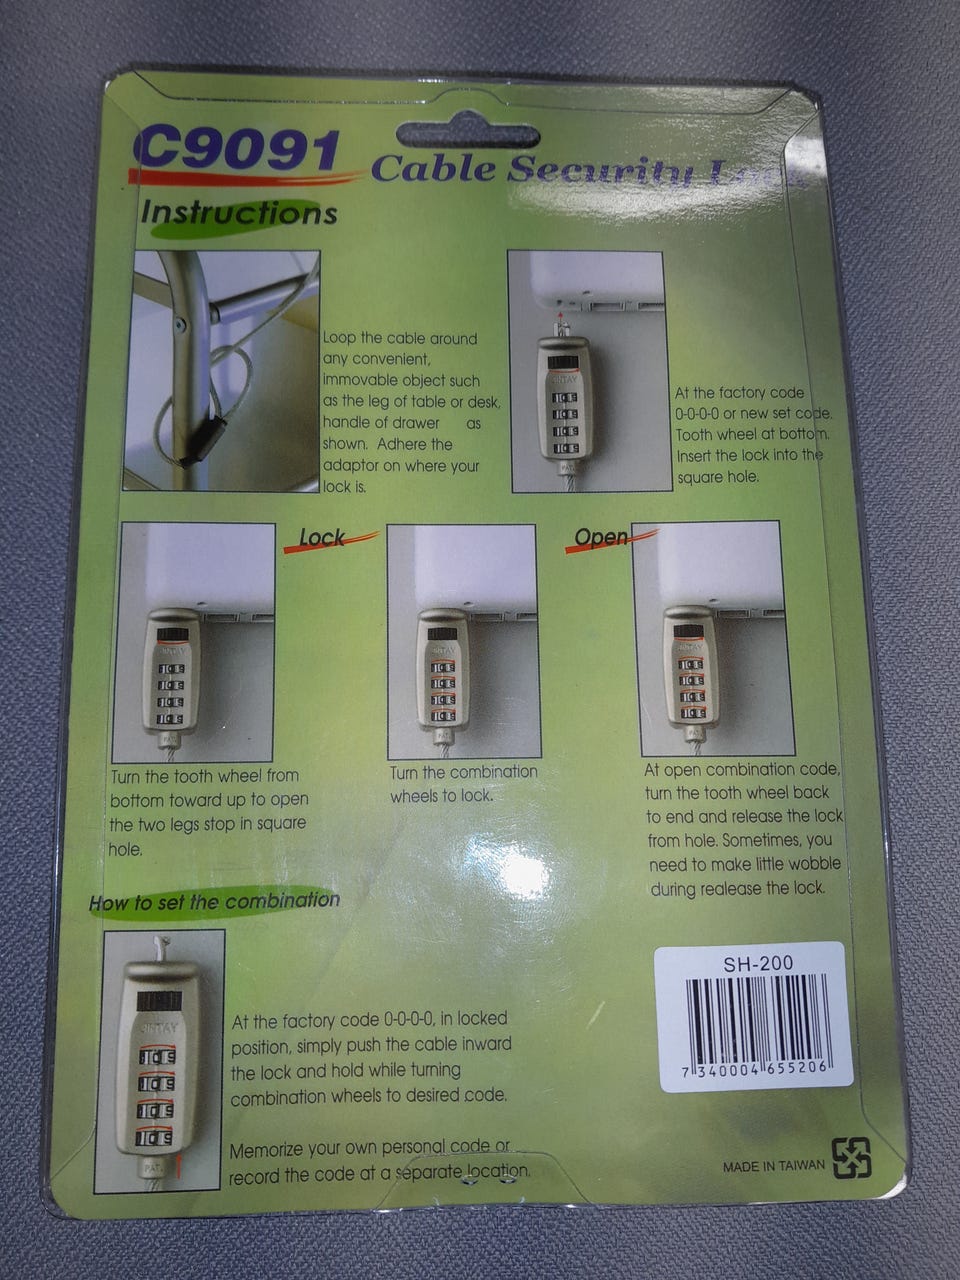 C9091
Cable Security Lock
Instructions
Loop the cable around
any convenient,
immovable object such
as the leg of table or desk,
handle of drawer as
shown. Adhere the
adaptor on where your
lock is.
At the factory code
0-0-0-0 or new set code.
Tooth wheel at bottom.
Insert the lock into the
square hole.
Lock
Turn the tooth wheel from
bottom toward up to open
the two legs stop in square
hole.
Turn the combination
wheels to lock.
Open
At open combination code,
turn the tooth wheel back
to end and release the lock
from hole. Sometimes, you
need to make little wobble
during realease the lock.
How to set the combination
JINTAY
PAT.
At the factory code 0-0-0-0, in locked
position, simply push the cable inward
the lock and hold while turning
combination wheels to desired code.
Memorize your own personal code or
record the code at a separate location.
SH-200
7 340004 655206
MADE IN TAIWAN